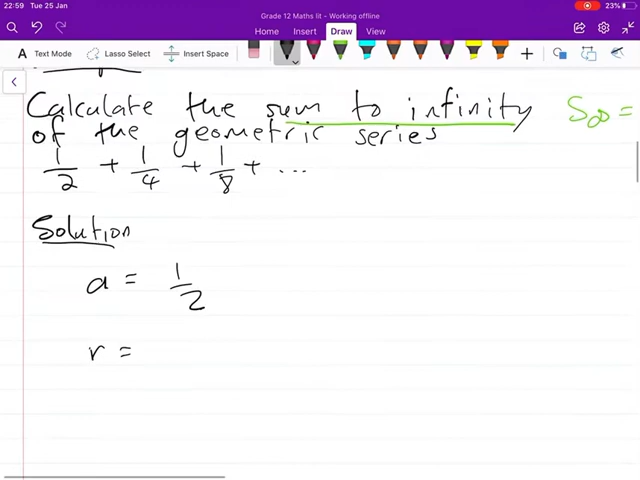 22:59 Tue 25 Jan
Grade 12 Maths lit - Working offline
23%
Home Insert Draw View
A Text Mode Lasso Select Insert Space
Calculate the sum to infinity S∞ =
of the geometric series
1/2 + 1/4 + 1/8 + ...
Solution
a = 1/2
r =